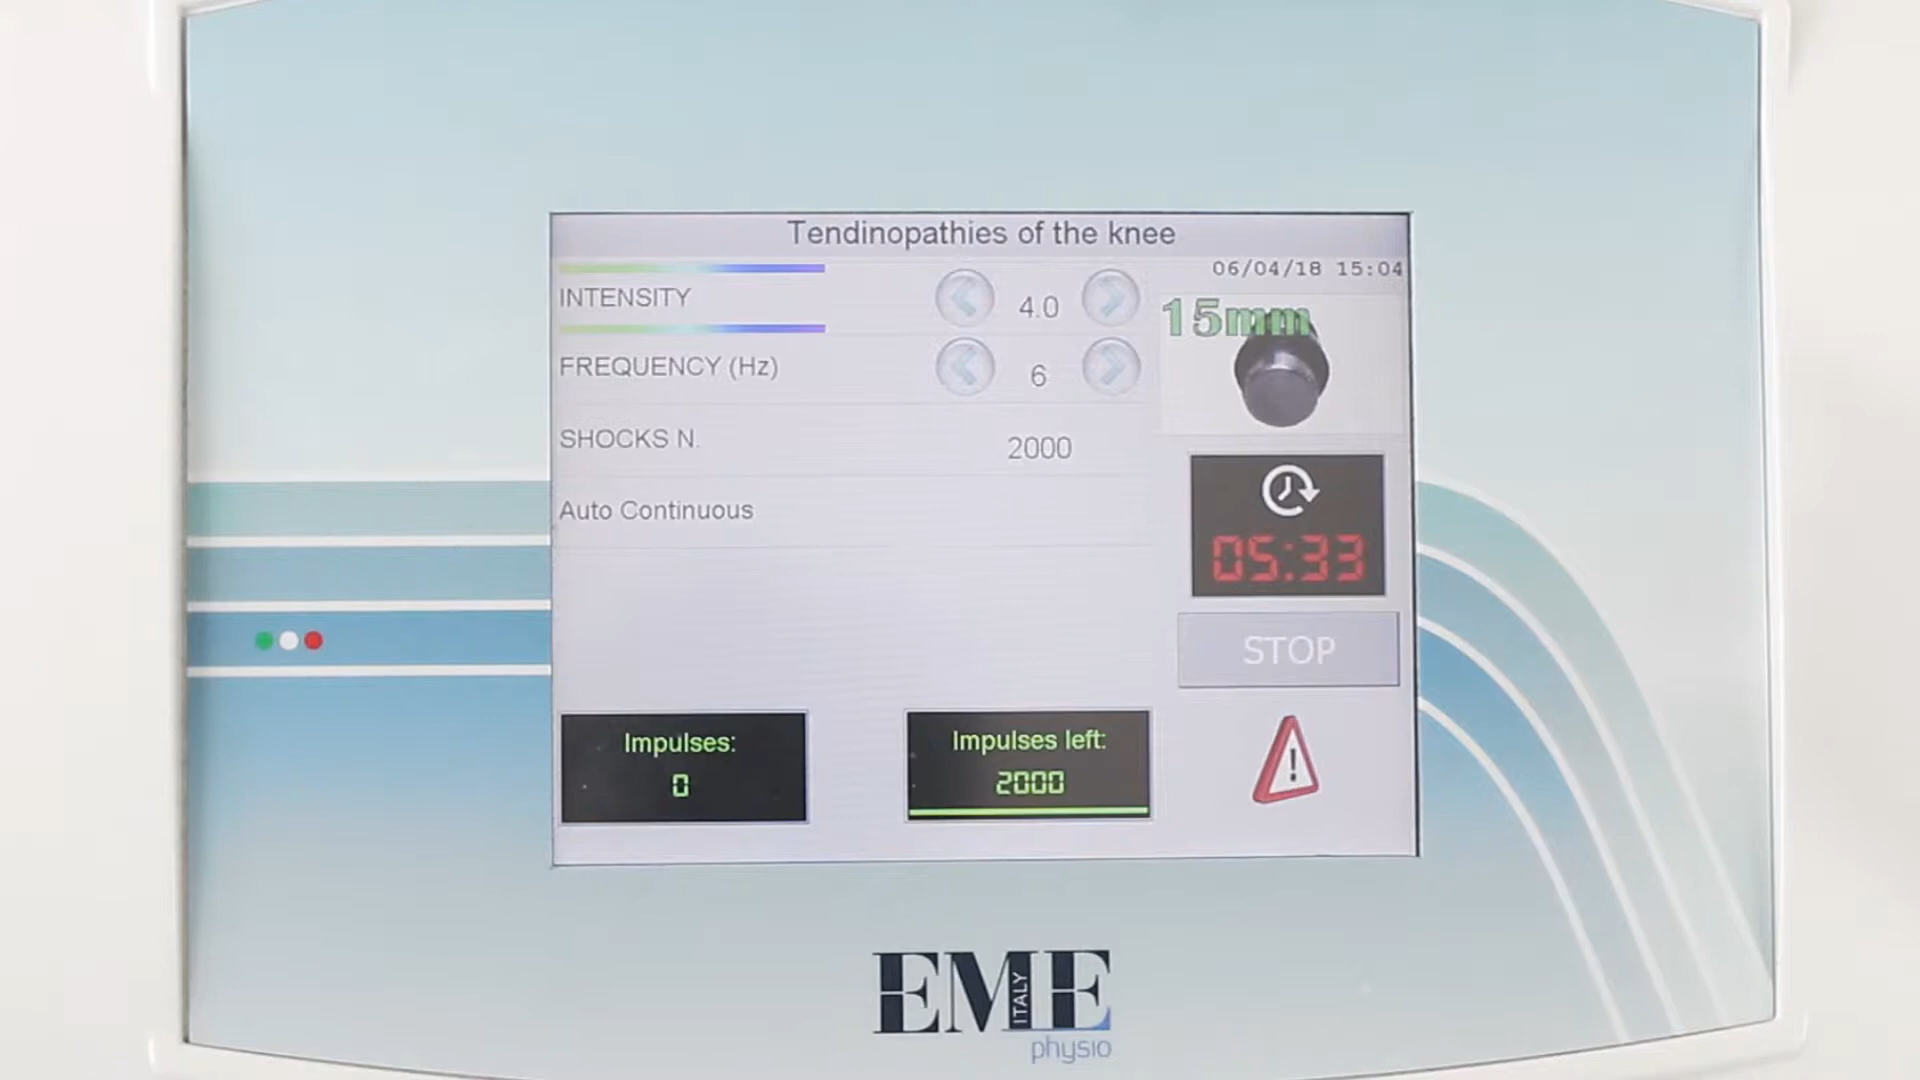 Tendinopathies of the knee
06/04/18 15:04
INTENSITY 4.0
15mm
FREQUENCY (Hz) 6
SHOCKS N. 2000
Auto Continuous
05:33
STOP
Impulses:
0
Impulses left:
2000
EME
ITALY
physio